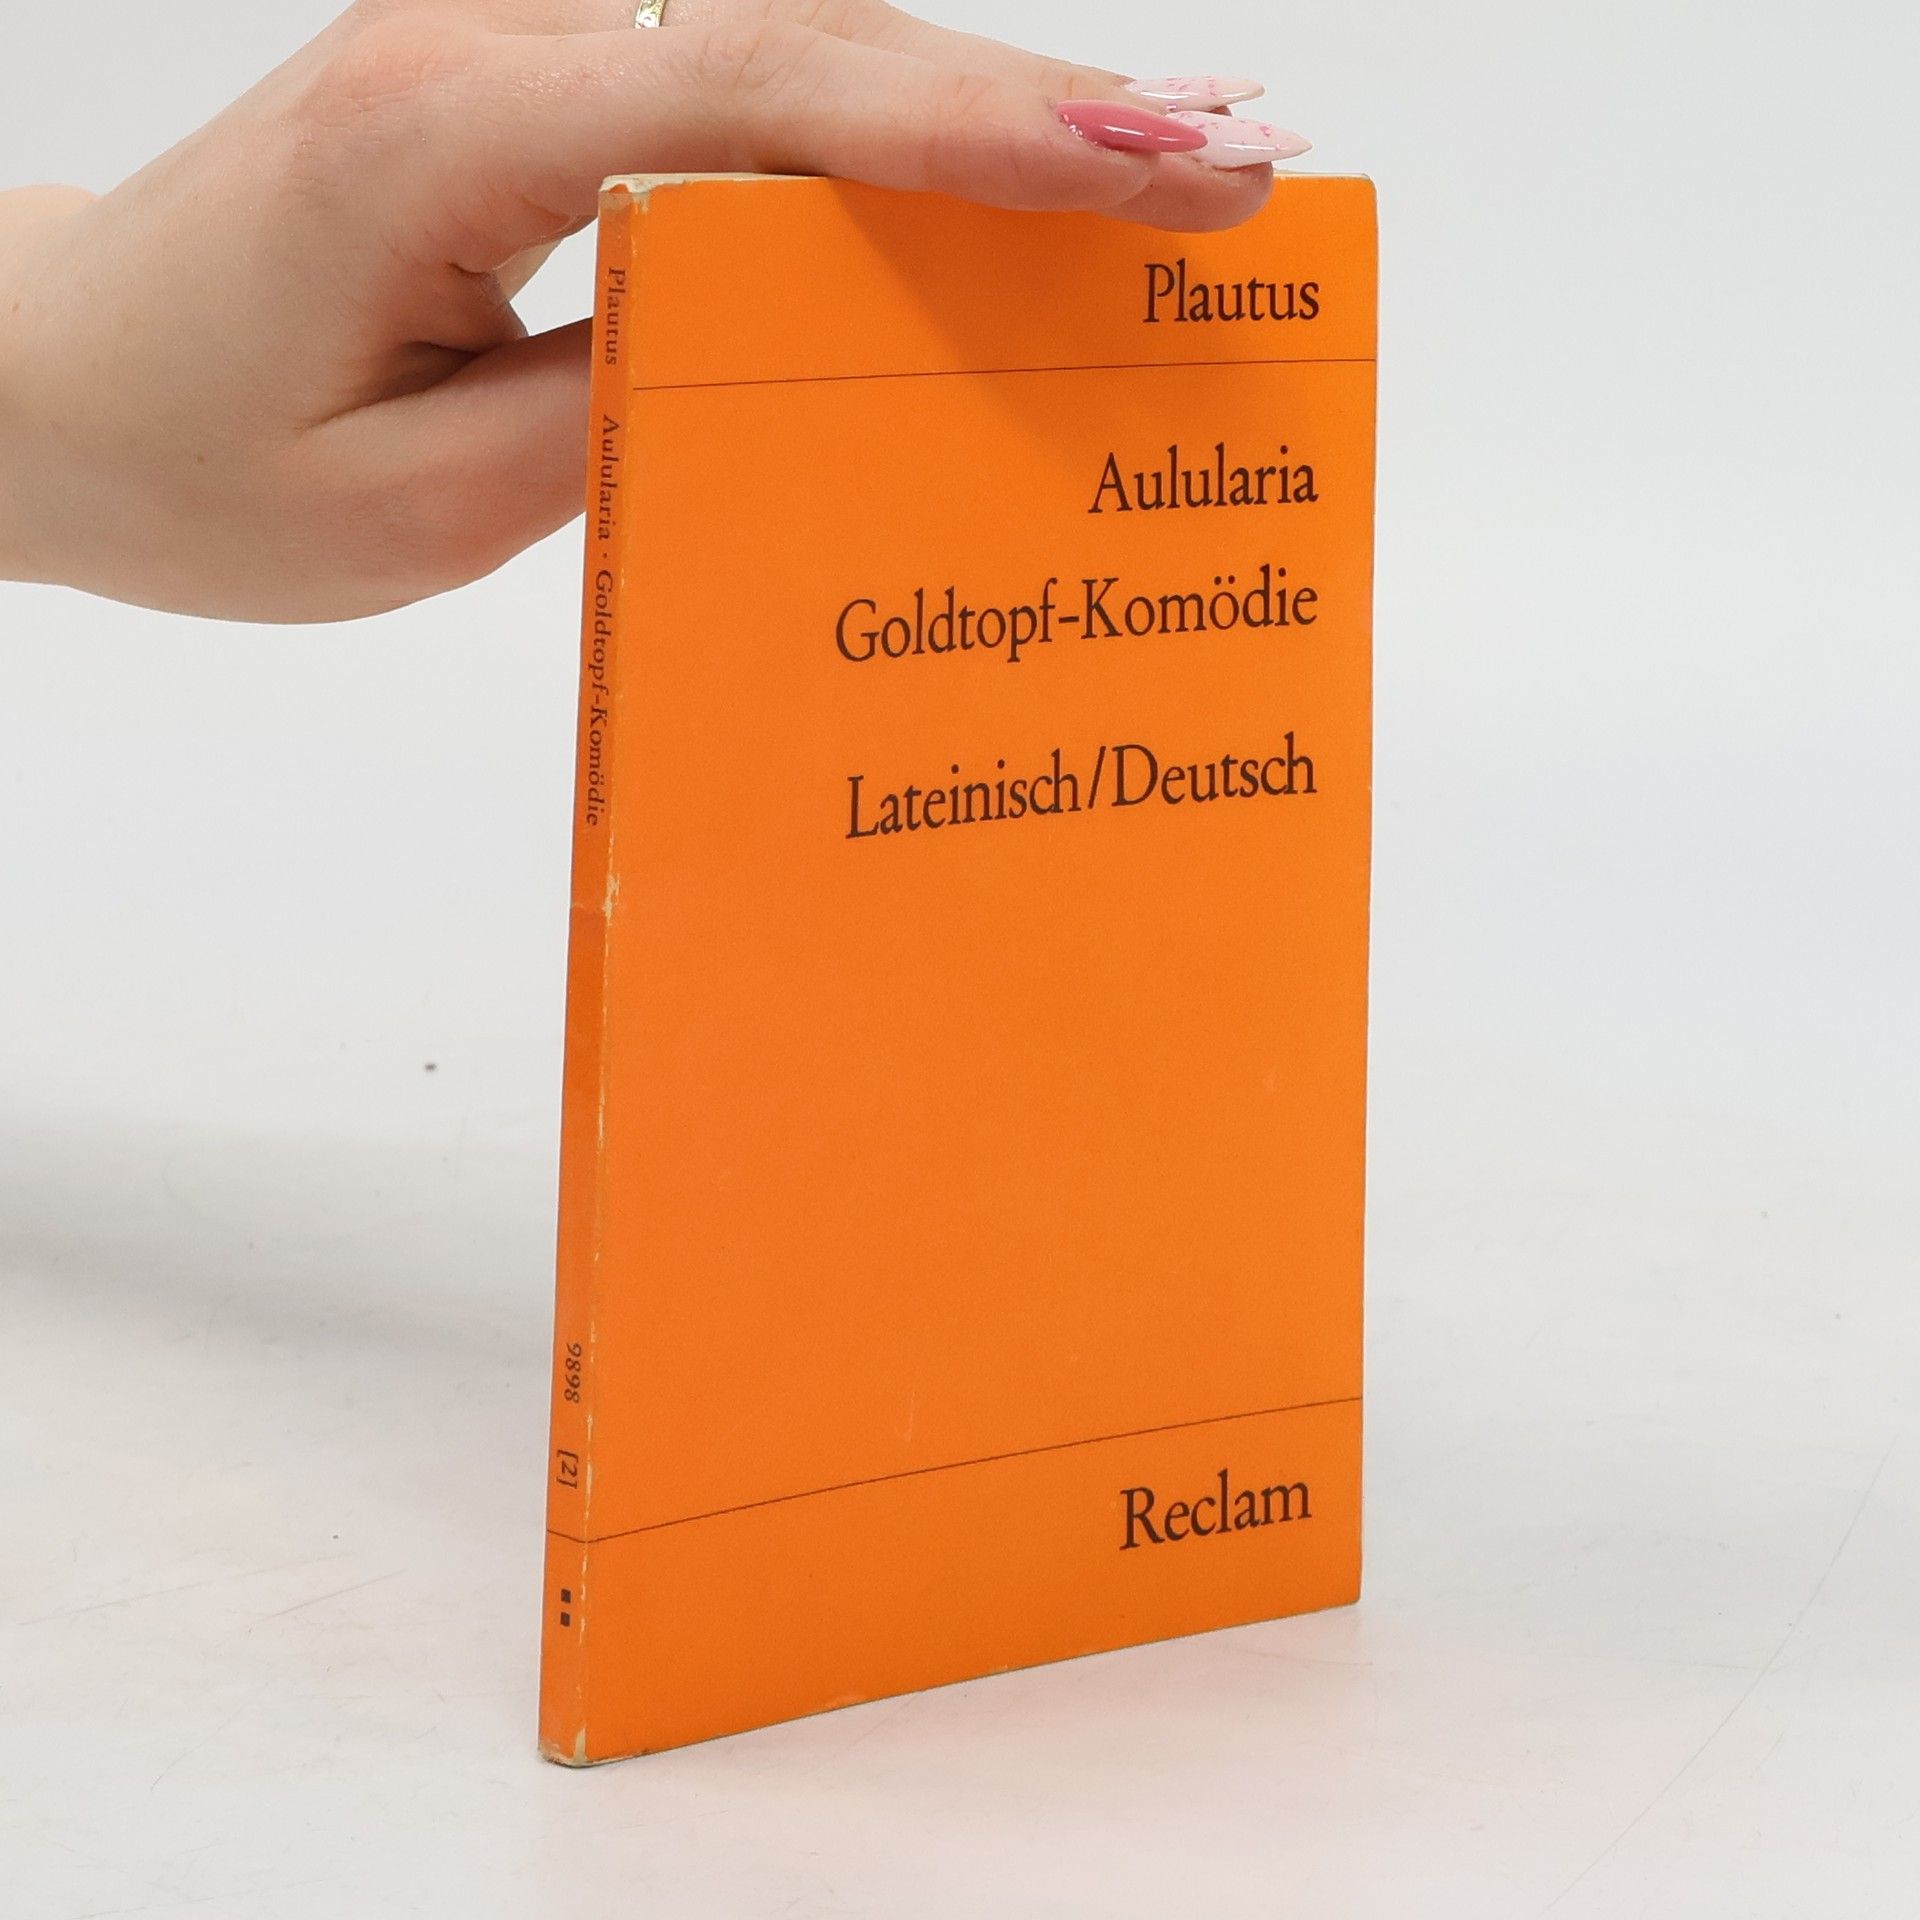 Plautus
Aulularia
Goldtopf-Komödie
Lateinisch/Deutsch
Reclam
Plautus Aulularia · Goldtopf-Komödie 9898 [2]